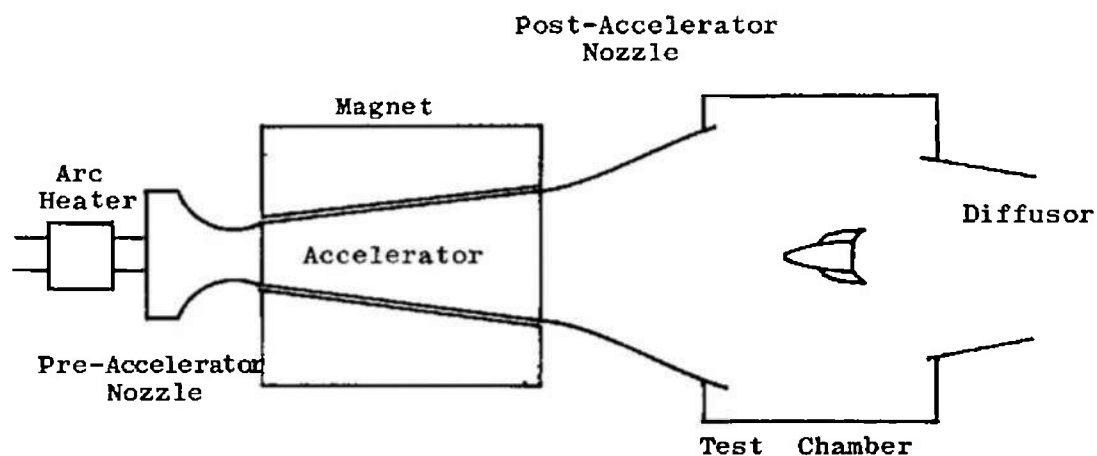 Post-Accelerator
Nozzle
Magnet
Arc
Heater
Accelerator
Diffusor
Pre-Accelerator
Nozzle
Test Chamber